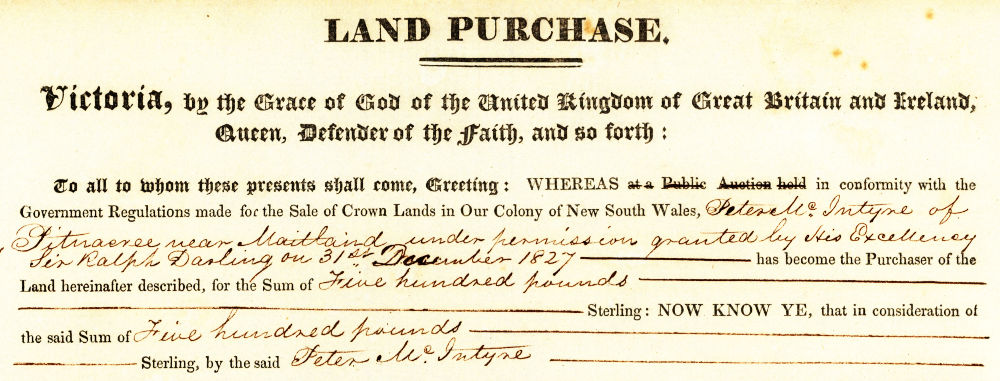 LAND PURCHASE.
Victoria, by the Grace of God of the United Kingdom of Great Britain and Ireland,
Queen, Defender of the Faith, and so forth:
To all to whom these presents shall come, Greeting: WHEREAS at a Public Auction held in conformity with the
Government Regulations made for the Sale of Crown Lands in Our Colony of New South Wales, Peter Mc. Intyre of
Pitnacree near Maitland under permission granted by His Excellency
Sir Ralph Darling on 31st December 1827 has become the Purchaser of the
Land hereinafter described, for the Sum of Five hundred pounds
Sterling: NOW KNOW YE, that in consideration of
the said Sum of Five hundred pounds
Sterling, by the said Peter Mc. Intyre